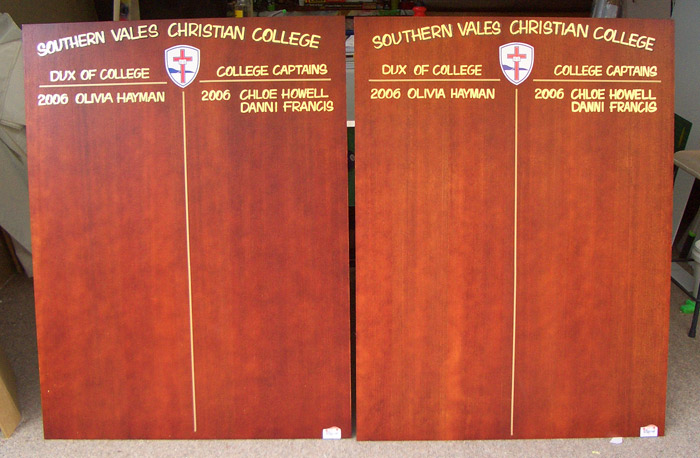 SOUTHERN VALES CHRISTIAN COLLEGE
DUX OF COLLEGE
COLLEGE CAPTAINS
2006 OLIVIA HAYMAN
2006 CHLOE HOWELL
DANNI FRANCIS
SOUTHERN VALES CHRISTIAN COLLEGE
DUX OF COLLEGE
COLLEGE CAPTAINS
2006 OLIVIA HAYMAN
2006 CHLOE HOWELL
DANNI FRANCIS